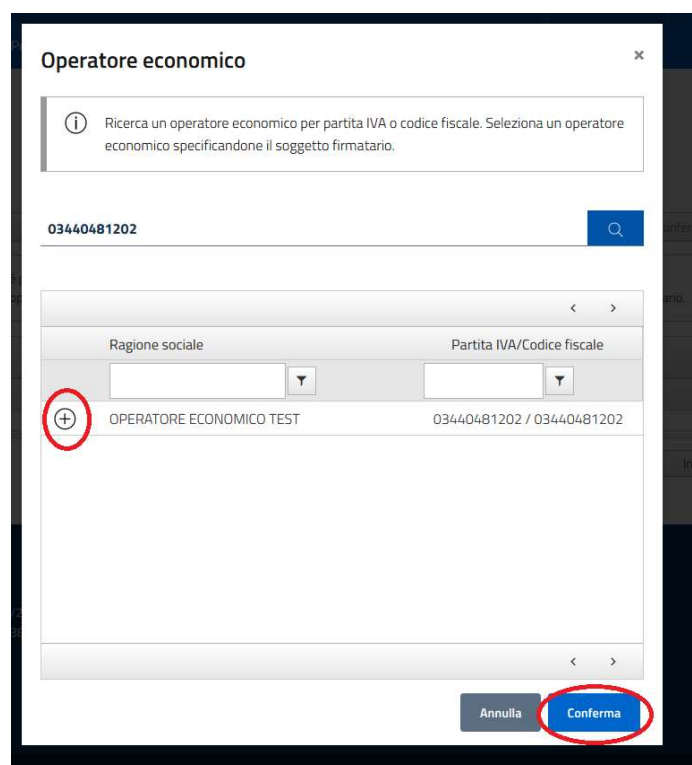 Operatore economico
×
Ricerca un operatore economico per partita IVA o codice fiscale. Seleziona un operatore
economico specificandone il soggetto firmatario.
03440481202
Ragione sociale Partita IVA/Codice fiscale
OPERATORE ECONOMICO TEST 03440481202 / 03440481202
Annulla Conferma